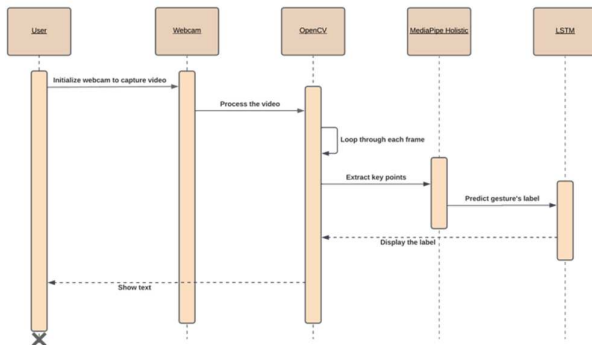 User
Webcam
OpenCV
MediaPipe Holistic
LSTM
Initialize webcam to capture video
Process the video
Loop through each frame
Extract key points
Predict gesture's label
Display the label
Show text